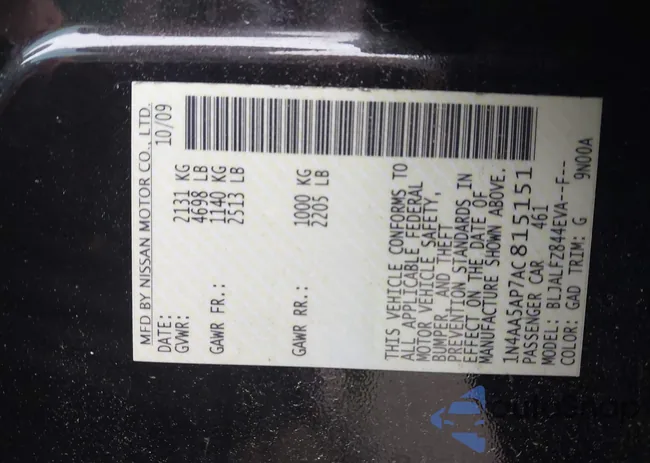 MFD BY NISSAN MOTOR CO., LTD.
DATE: 10/09
GVWR: 2131 KG
4698 LB
GAWR FR.: 1140 KG
2513 LB
GAWR RR.: 1000 KG
2205 LB
THIS VEHICLE CONFORMS TO
ALL APPLICABLE FEDERAL
MOTOR VEHICLE SAFETY,
BUMPER, AND THEFT
PREVENTION STANDARDS IN
EFFECT ON THE DATE OF
MANUFACTURE SHOWN ABOVE.
1N4AA5AP7AC815151
PASSENGER CAR 461
MODEL: BLJALFZ844EVA--F--
COLOR: GAD TRIM: G 9N00A